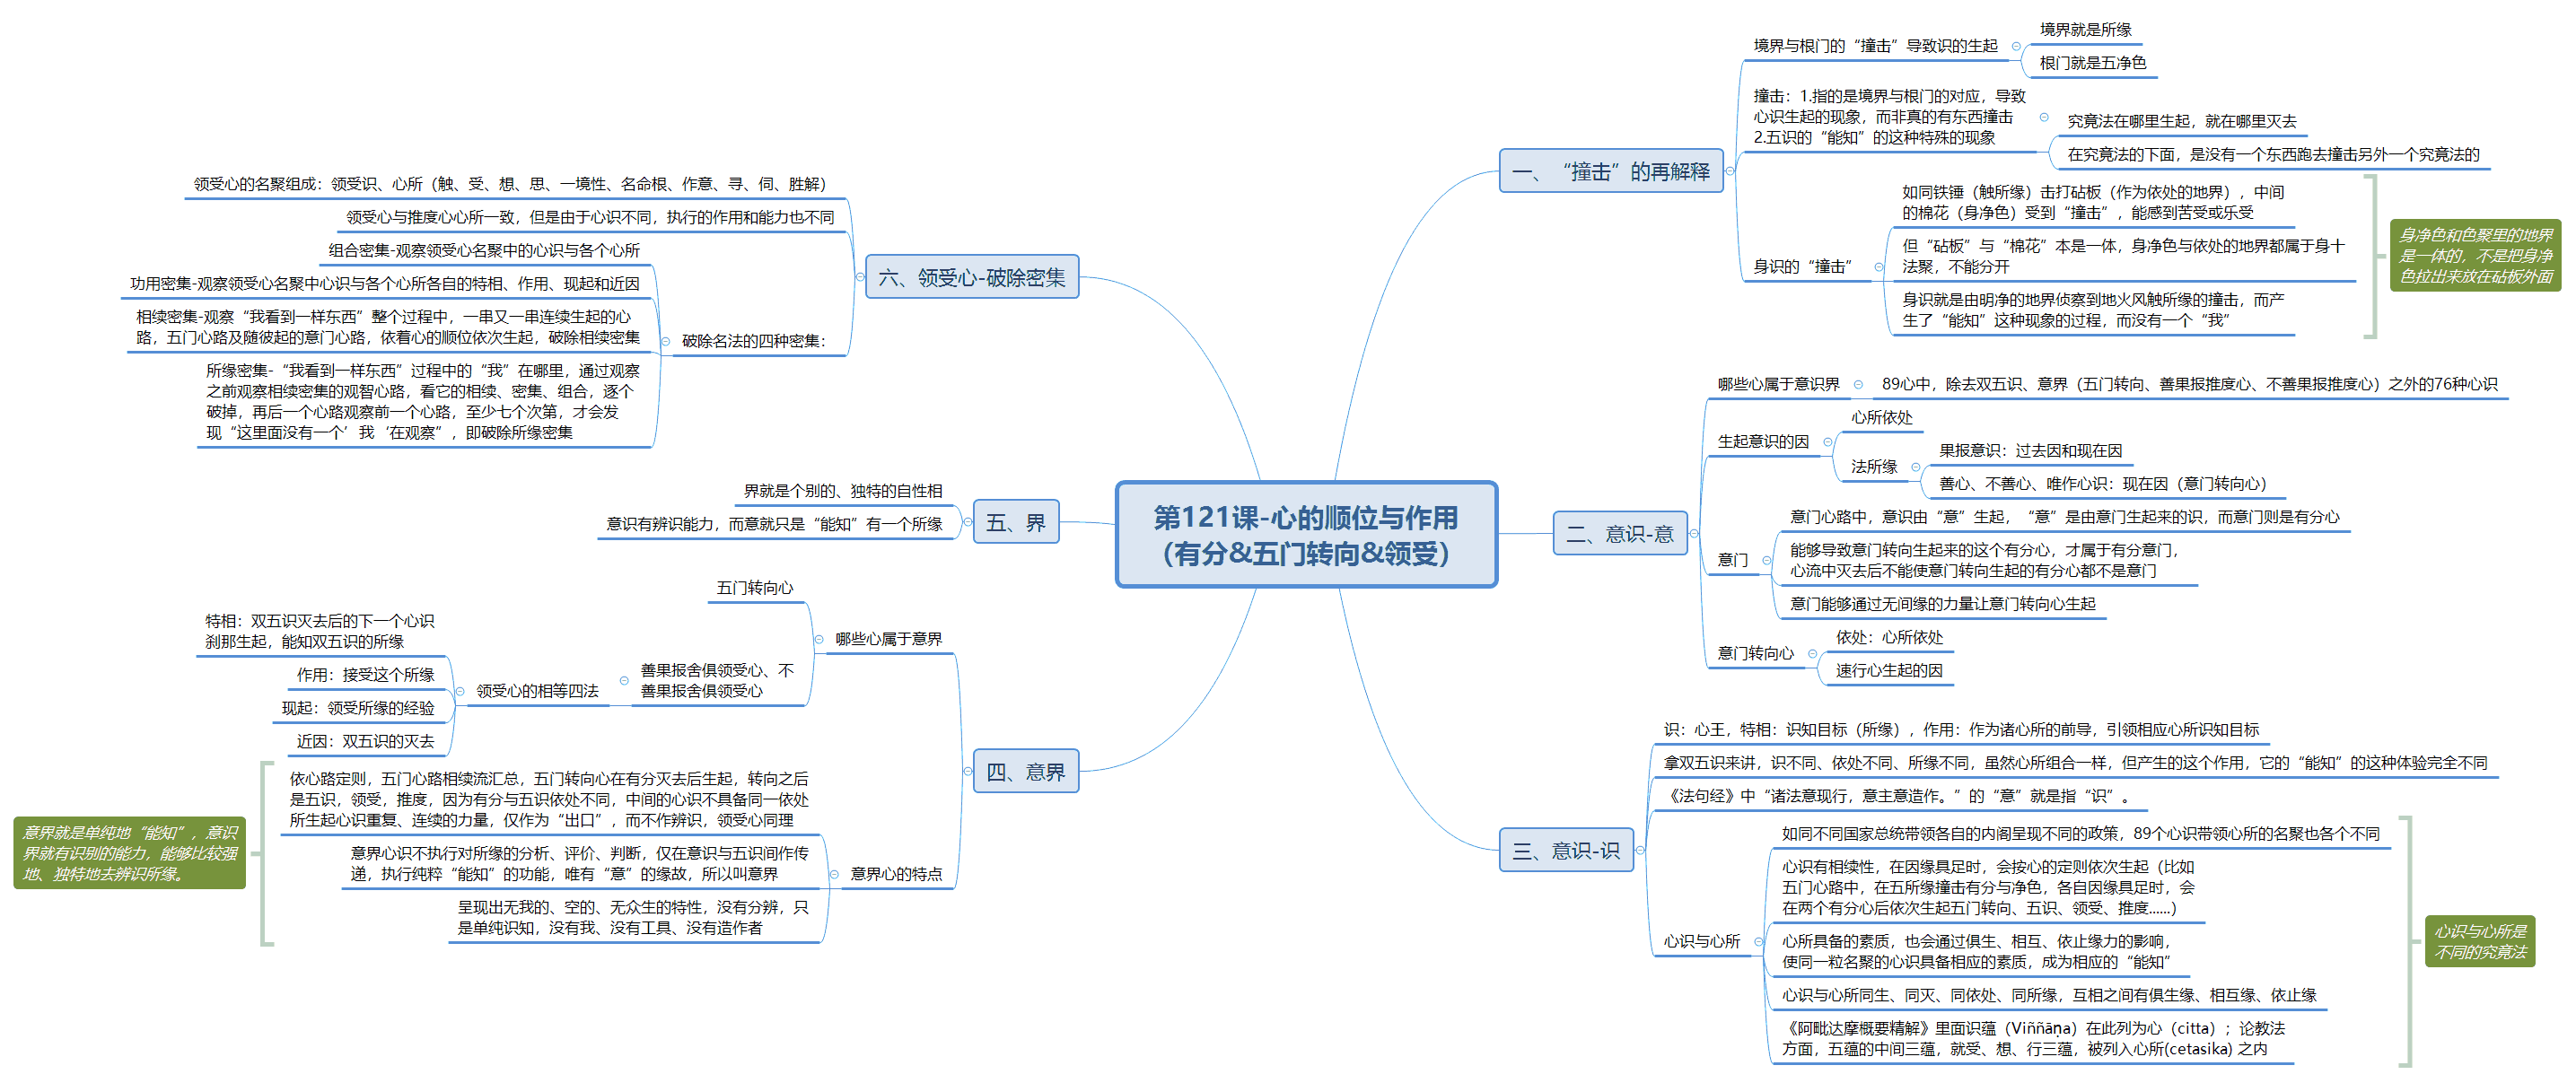 第121课-心的顺位与作用
（有分&五门转向&领受）
一、“撞击”的再解释
境界与根门的“撞击”导致识的生起
境界就是所缘
根门就是五净色
撞击：1.指的是境界与根门的对应，导致
心识生起的现象，而非真的有东西撞击
2.五识的“能知”的这种特殊的现象
究竟法在哪里生起，就在哪里灭去
在究竟法的下面，是没有一个东西跑去撞击另外一个究竟法的
身识的“撞击”
如同铁锤（触所缘）击打砧板（作为依处的地界），中间
的棉花（身净色）受到“撞击”，能感到苦受或乐受
但“砧板”与“棉花”本是一体，身净色与依处的地界都属于身十
法聚，不能分开
身识就是由明净的地界侦察到地火风触所缘的撞击，而产
生了“能知”这种现象的过程，而没有一个“我”
身净色和色聚里的地界
是一体的，不是把身净
色拉出来放在砧板外面
二、意识-意
哪些心属于意识界
89心中，除去双五识、意界（五门转向、善果报推度心、不善果报推度心）之外的76种心识
生起意识的因
心所依处
法所缘
果报意识：过去因和现在因
善心、不善心、唯作心识：现在因（意门转向心）
意门
意门心路中，意识由“意”生起，“意”是由意门生起来的识，而意门则是有分心
能够导致意门转向生起来的这个有分心，才属于有分意门，
心流中灭去后不能使意门转向生起的有分心都不是意门
意门能够通过无间缘的力量让意门转向心生起
意门转向心
依处：心所依处
速行心生起的因
三、意识-识
识：心王，特相：识知目标（所缘），作用：作为诸心所的前导，引领相应心所识知目标
拿双五识来讲，识不同、依处不同、所缘不同，虽然心所组合一样，但产生的这个作用，它的“能知”的这种体验完全不同
《法句经》中“诸法意现行，意主意造作。”的“意”就是指“识”。
心识与心所
如同不同国家总统带领各自的内阁呈现不同的政策，89个心识带领心所的名聚也各个不同
心识有相续性，在因缘具足时，会按心的定则依次生起（比如
五门心路中，在五所缘撞击有分与净色，各自因缘具足时，会
在两个有分心后依次生起五门转向、五识、领受、推度......）
心所具备的素质，也会通过俱生、相互、依止缘力的影响，
使同一粒名聚的心识具备相应的素质，成为相应的“能知”
心识与心所同生、同灭、同依处、同所缘，互相之间有俱生缘、相互缘、依止缘
《阿毗达摩概要精解》里面识蕴（Viññāṇa）在此列为心（citta）；论教法
方面，五蕴的中间三蕴，就受、想、行三蕴，被列入心所(cetasika) 之内
心识与心所是
不同的究竟法
四、意界
哪些心属于意界
五门转向心
善果报舍俱领受心、不
善果报舍俱领受心
领受心的相等四法
特相：双五识灭去后的下一个心识
刹那生起，能知双五识的所缘
作用：接受这个所缘
现起：领受所缘的经验
近因：双五识的灭去
意界心的特点
依心路定则，五门心路相续流汇总，五门转向心在有分灭去后生起，转向之后
是五识，领受，推度，因为有分与五识依处不同，中间的心识不具备同一依处
所生起心识重复、连续的力量，仅作为“出口”，而不作辨识，领受心同理
意界心识不执行对所缘的分析、评价、判断，仅在意识与五识间作传
递，执行纯粹“能知”的功能，唯有“意”的缘故，所以叫意界
呈现出无我的、空的、无众生的特性，没有分辨，只
是单纯识知，没有我、没有工具、没有造作者
意界就是单纯地“能知”，意识
界就有识别的能力，能够比较强
地、独特地去辨识所缘。
五、界
界就是个别的、独特的自性相
意识有辨识能力，而意就只是“能知”有一个所缘
六、领受心-破除密集
领受心的名聚组成：领受识、心所（触、受、想、思、一境性、名命根、作意、寻、伺、胜解）
领受心与推度心心所一致，但是由于心识不同，执行的作用和能力也不同
破除名法的四种密集：
组合密集-观察领受心名聚中的心识与各个心所
功用密集-观察领受心名聚中心识与各个心所各自的特相、作用、现起和近因
相续密集-观察“我看到一样东西”整个过程中，一串又一串连续生起的心
路，五门心路及随彼起的意门心路，依着心的顺位依次生起，破除相续密集
所缘密集-“我看到一样东西”过程中的“我”在哪里，通过观察
之前观察相续密集的观智心路，看它的相续、密集、组合，逐个
破掉，再后一个心路观察前一个心路，至少七个次第，才会发
现“这里面没有一个’我‘在观察”，即破除所缘密集